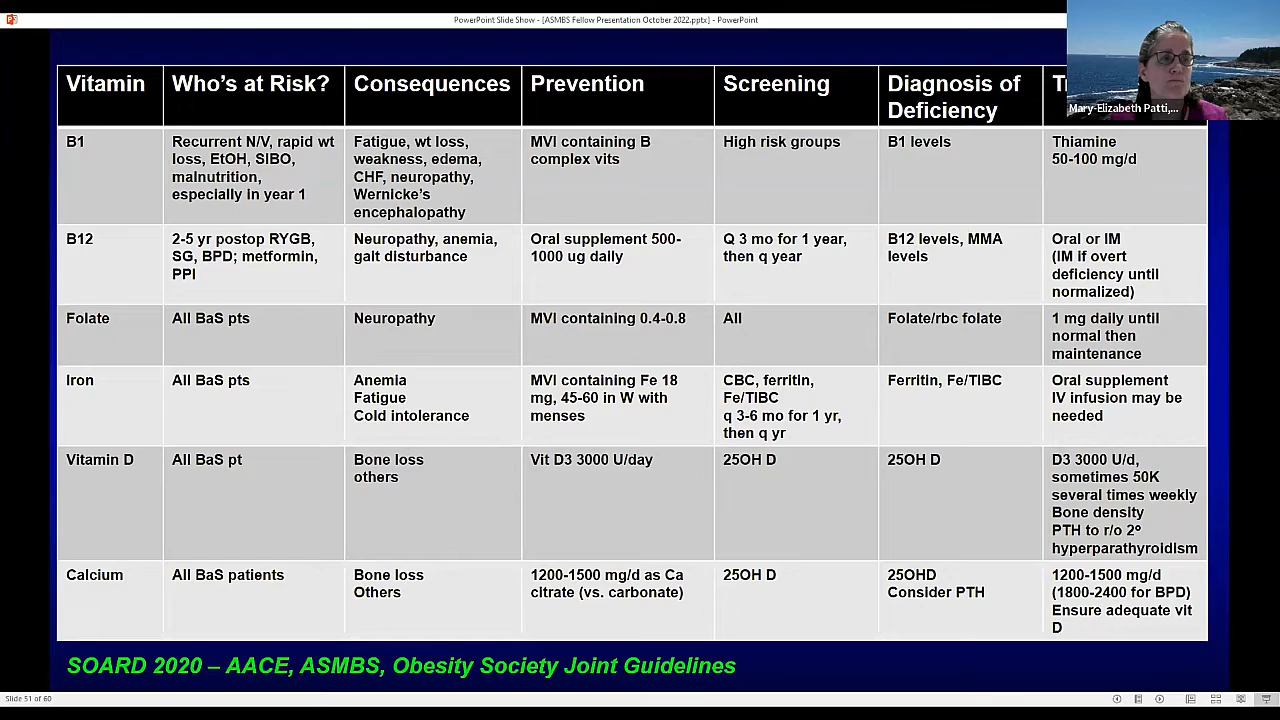 PowerPoint Slide Show - [ASMBS Fellow Presentation October 2022.pptx] - PowerPoint
Mary-Elizabeth Patti,...
Vitamin
Who's at Risk?
Consequences
Prevention
Screening
Diagnosis of
Deficiency
B1
Recurrent N/V, rapid wt
loss, EtOH, SIBO,
malnutrition,
especially in year 1
Fatigue, wt loss,
weakness, edema,
CHF, neuropathy,
Wernicke's
encephalopathy
MVI containing B
complex vits
High risk groups
B1 levels
Thiamine
50-100 mg/d
B12
2-5 yr postop RYGB,
SG, BPD; metformin,
PPI
Neuropathy, anemia,
gait disturbance
Oral supplement 500-
1000 ug daily
Q 3 mo for 1 year,
then q year
B12 levels, MMA
levels
Oral or IM
(IM if overt
deficiency until
normalized)
Folate
All BaS pts
Neuropathy
MVI containing 0.4-0.8
All
Folate/rbc folate
1 mg daily until
normal then
maintenance
Iron
All BaS pts
Anemia
Fatigue
Cold intolerance
MVI containing Fe 18
mg, 45-60 in W with
menses
CBC, ferritin,
Fe/TIBC
q 3-6 mo for 1 yr,
then q yr
Ferritin, Fe/TIBC
Oral supplement
IV infusion may be
needed
Vitamin D
All BaS pt
Bone loss
others
Vit D3 3000 U/day
25OH D
25OH D
D3 3000 U/d,
sometimes 50K
several times weekly
Bone density
PTH to r/o 2°
hyperparathyroidism
Calcium
All BaS patients
Bone loss
Others
1200-1500 mg/d as Ca
citrate (vs. carbonate)
25OH D
25OHD
Consider PTH
1200-1500 mg/d
(1800-2400 for BPD)
Ensure adequate vit
D
SOARD 2020 – AACE, ASMBS, Obesity Society Joint Guidelines
Slide 51 of 60